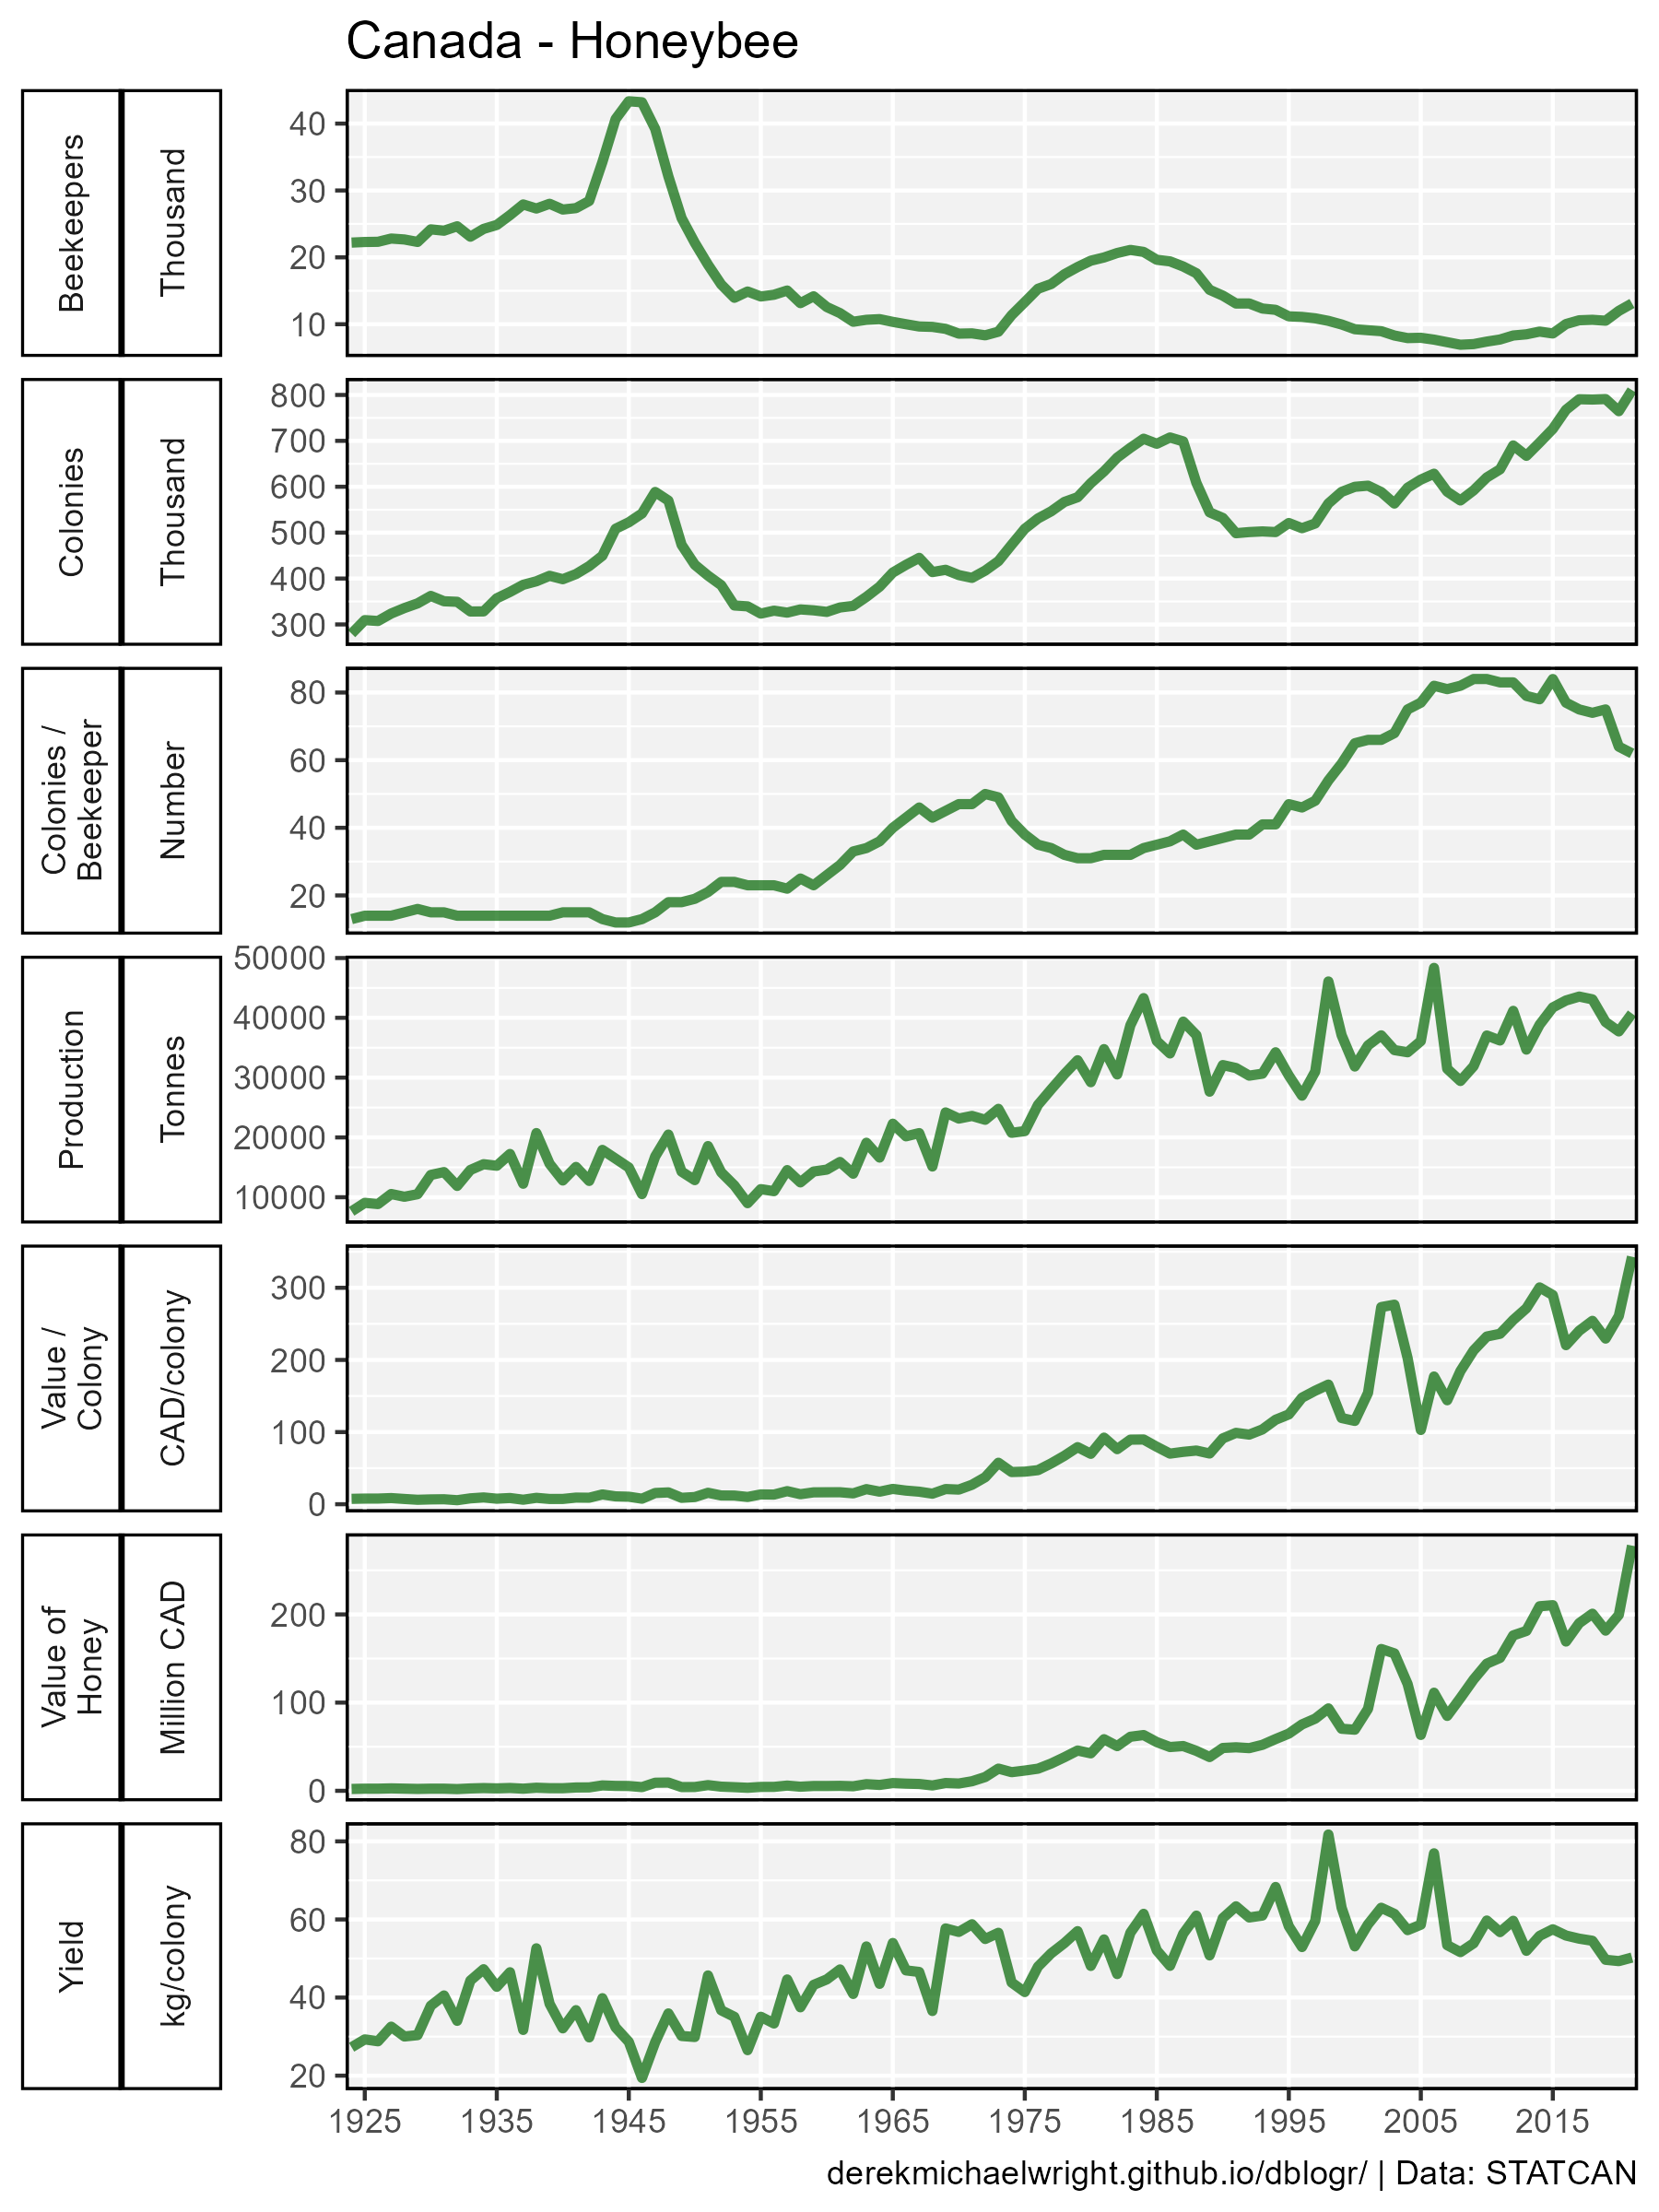 Canada - Honeybee
Beekeepers
Thousand
40
30
20
10
Colonies
Thousand
800
700
600
500
400
300
Colonies /
Beekeeper
Number
80
60
40
20
Production
Tonnes
50000
40000
30000
20000
10000
Value /
Colony
CAD/colony
300
200
100
0
Value of
Honey
Million CAD
200
100
0
Yield
kg/colony
80
60
40
20
1925 1935 1945 1955 1965 1975 1985 1995 2005 2015
derekmichaelwright.github.io/dblogr/ | Data: STATCAN